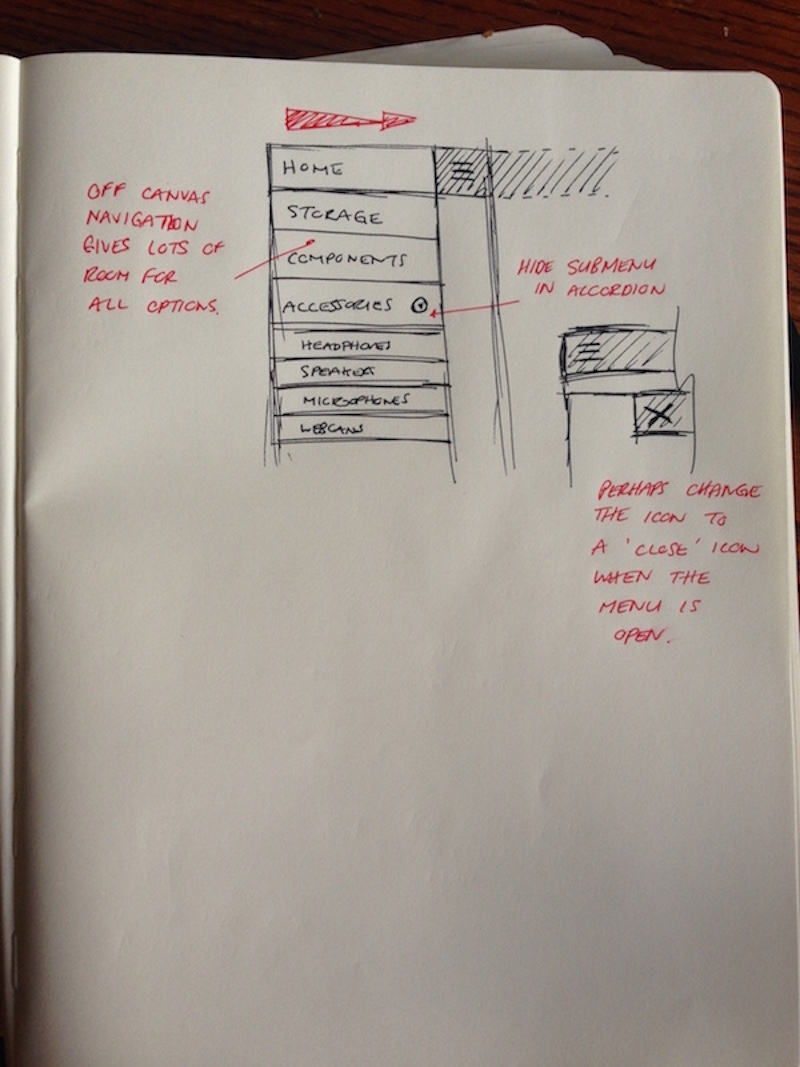 OFF CANVAS
NAVIGATION
GIVES LOTS OF
ROOM FOR
ALL OPTIONS.
HOME
STORAGE
COMPONENTS
ACCESSORIES
HEADPHONES
SPEAKERS
MICROPHONES
WEBCAMS
HIDE SUBMENU
IN ACCORDION
PERHAPS CHANGE
THE ICON TO
A 'CLOSE' ICON
WHEN THE
MENU IS
OPEN.